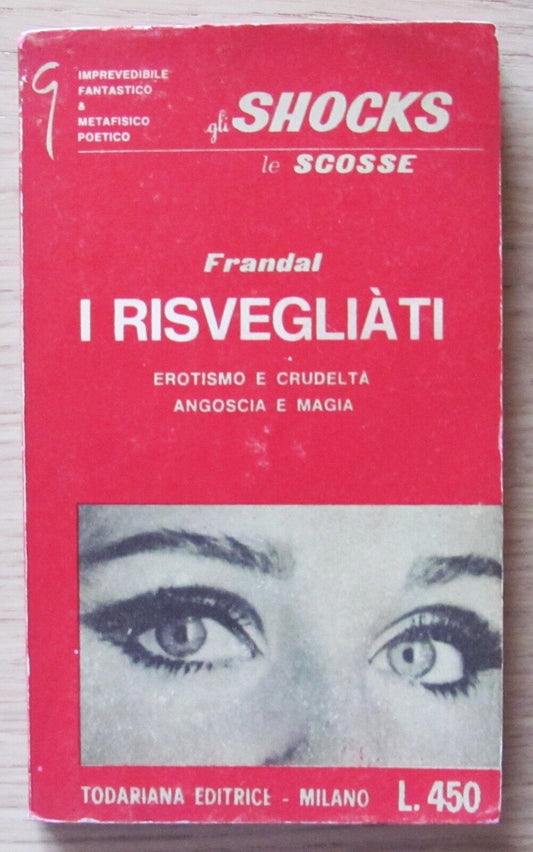 IMPREVEDIBILE
FANTASTICO
&
METAFISICO
POETICO
gli SHOCKS
le SCOSSE
Frandal
I RISVEGLIÀTI
EROTISMO E CRUDELTÀ
ANGOSCIA E MAGIA
TODARIANA EDITRICE - MILANO L. 450